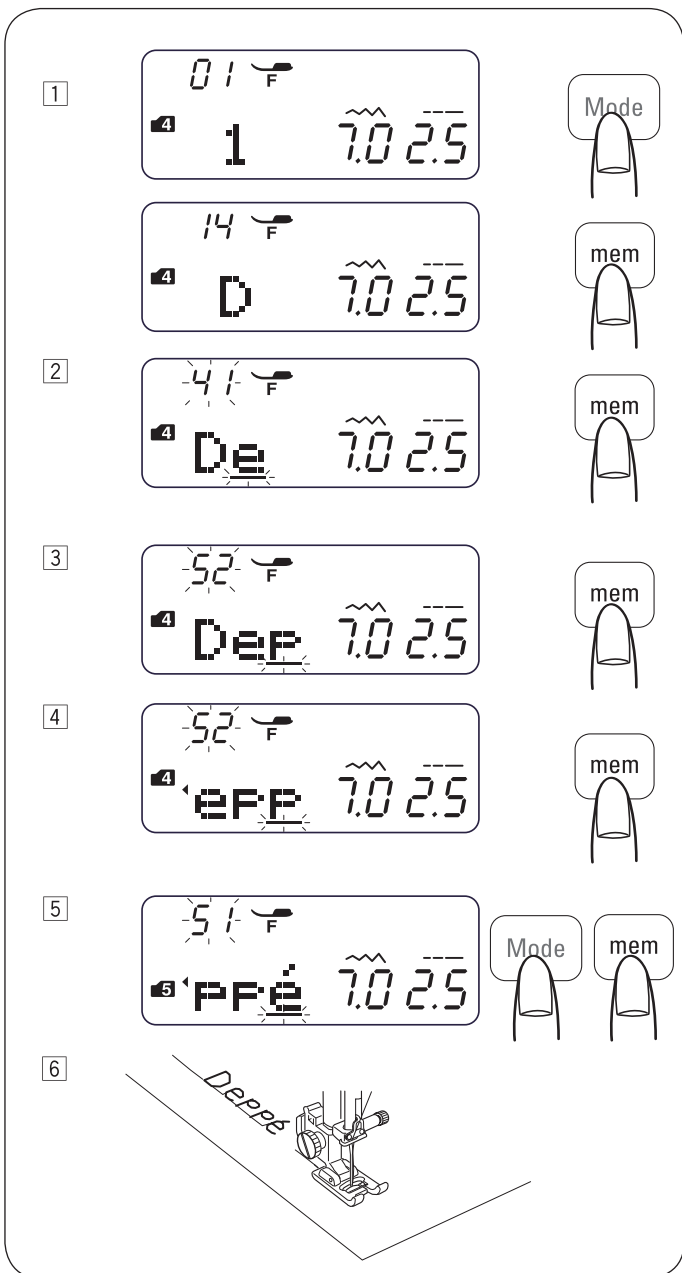 1
01 F
4 1 7.0 2.5
Mode
14 F
4 D 7.0 2.5
mem
2
41 F
4 De 7.0 2.5
mem
3
52 F
4 Dep 7.0 2.5
mem
4
52 F
4 epp 7.0 2.5
mem
5
51 F
5 ppé 7.0 2.5
Mode mem
6
Deppé